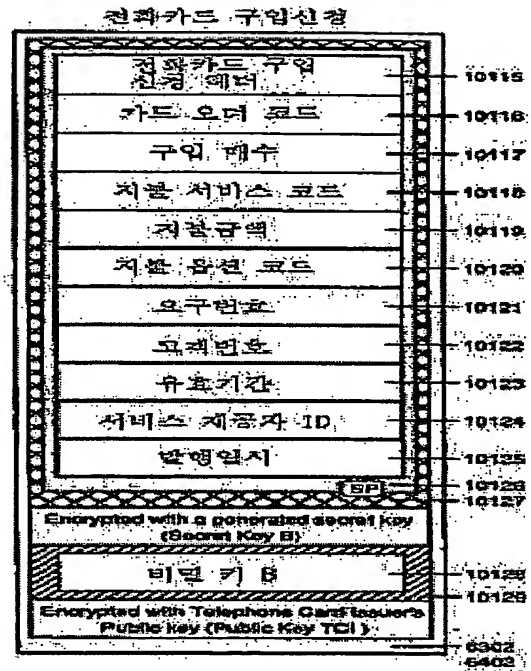 전화카드 구입신청
전화카드 구입
신청 헤더
10115
카드 오더 코드
10116
구입 매수
10117
지불 서비스 코드
10118
지불금액
10119
지불 옵션 코드
10120
요구번호
10121
고객번호
10122
유효기간
10123
서비스 제공자 ID
10124
발행일시
10125
10126
10127
Encrypted with a generated secret key
(Secret Key B)
비밀 키 B
10128
10129
Encrypted with Telephone Card Issuer's
Public key (Public Key TCI)
6302
6403